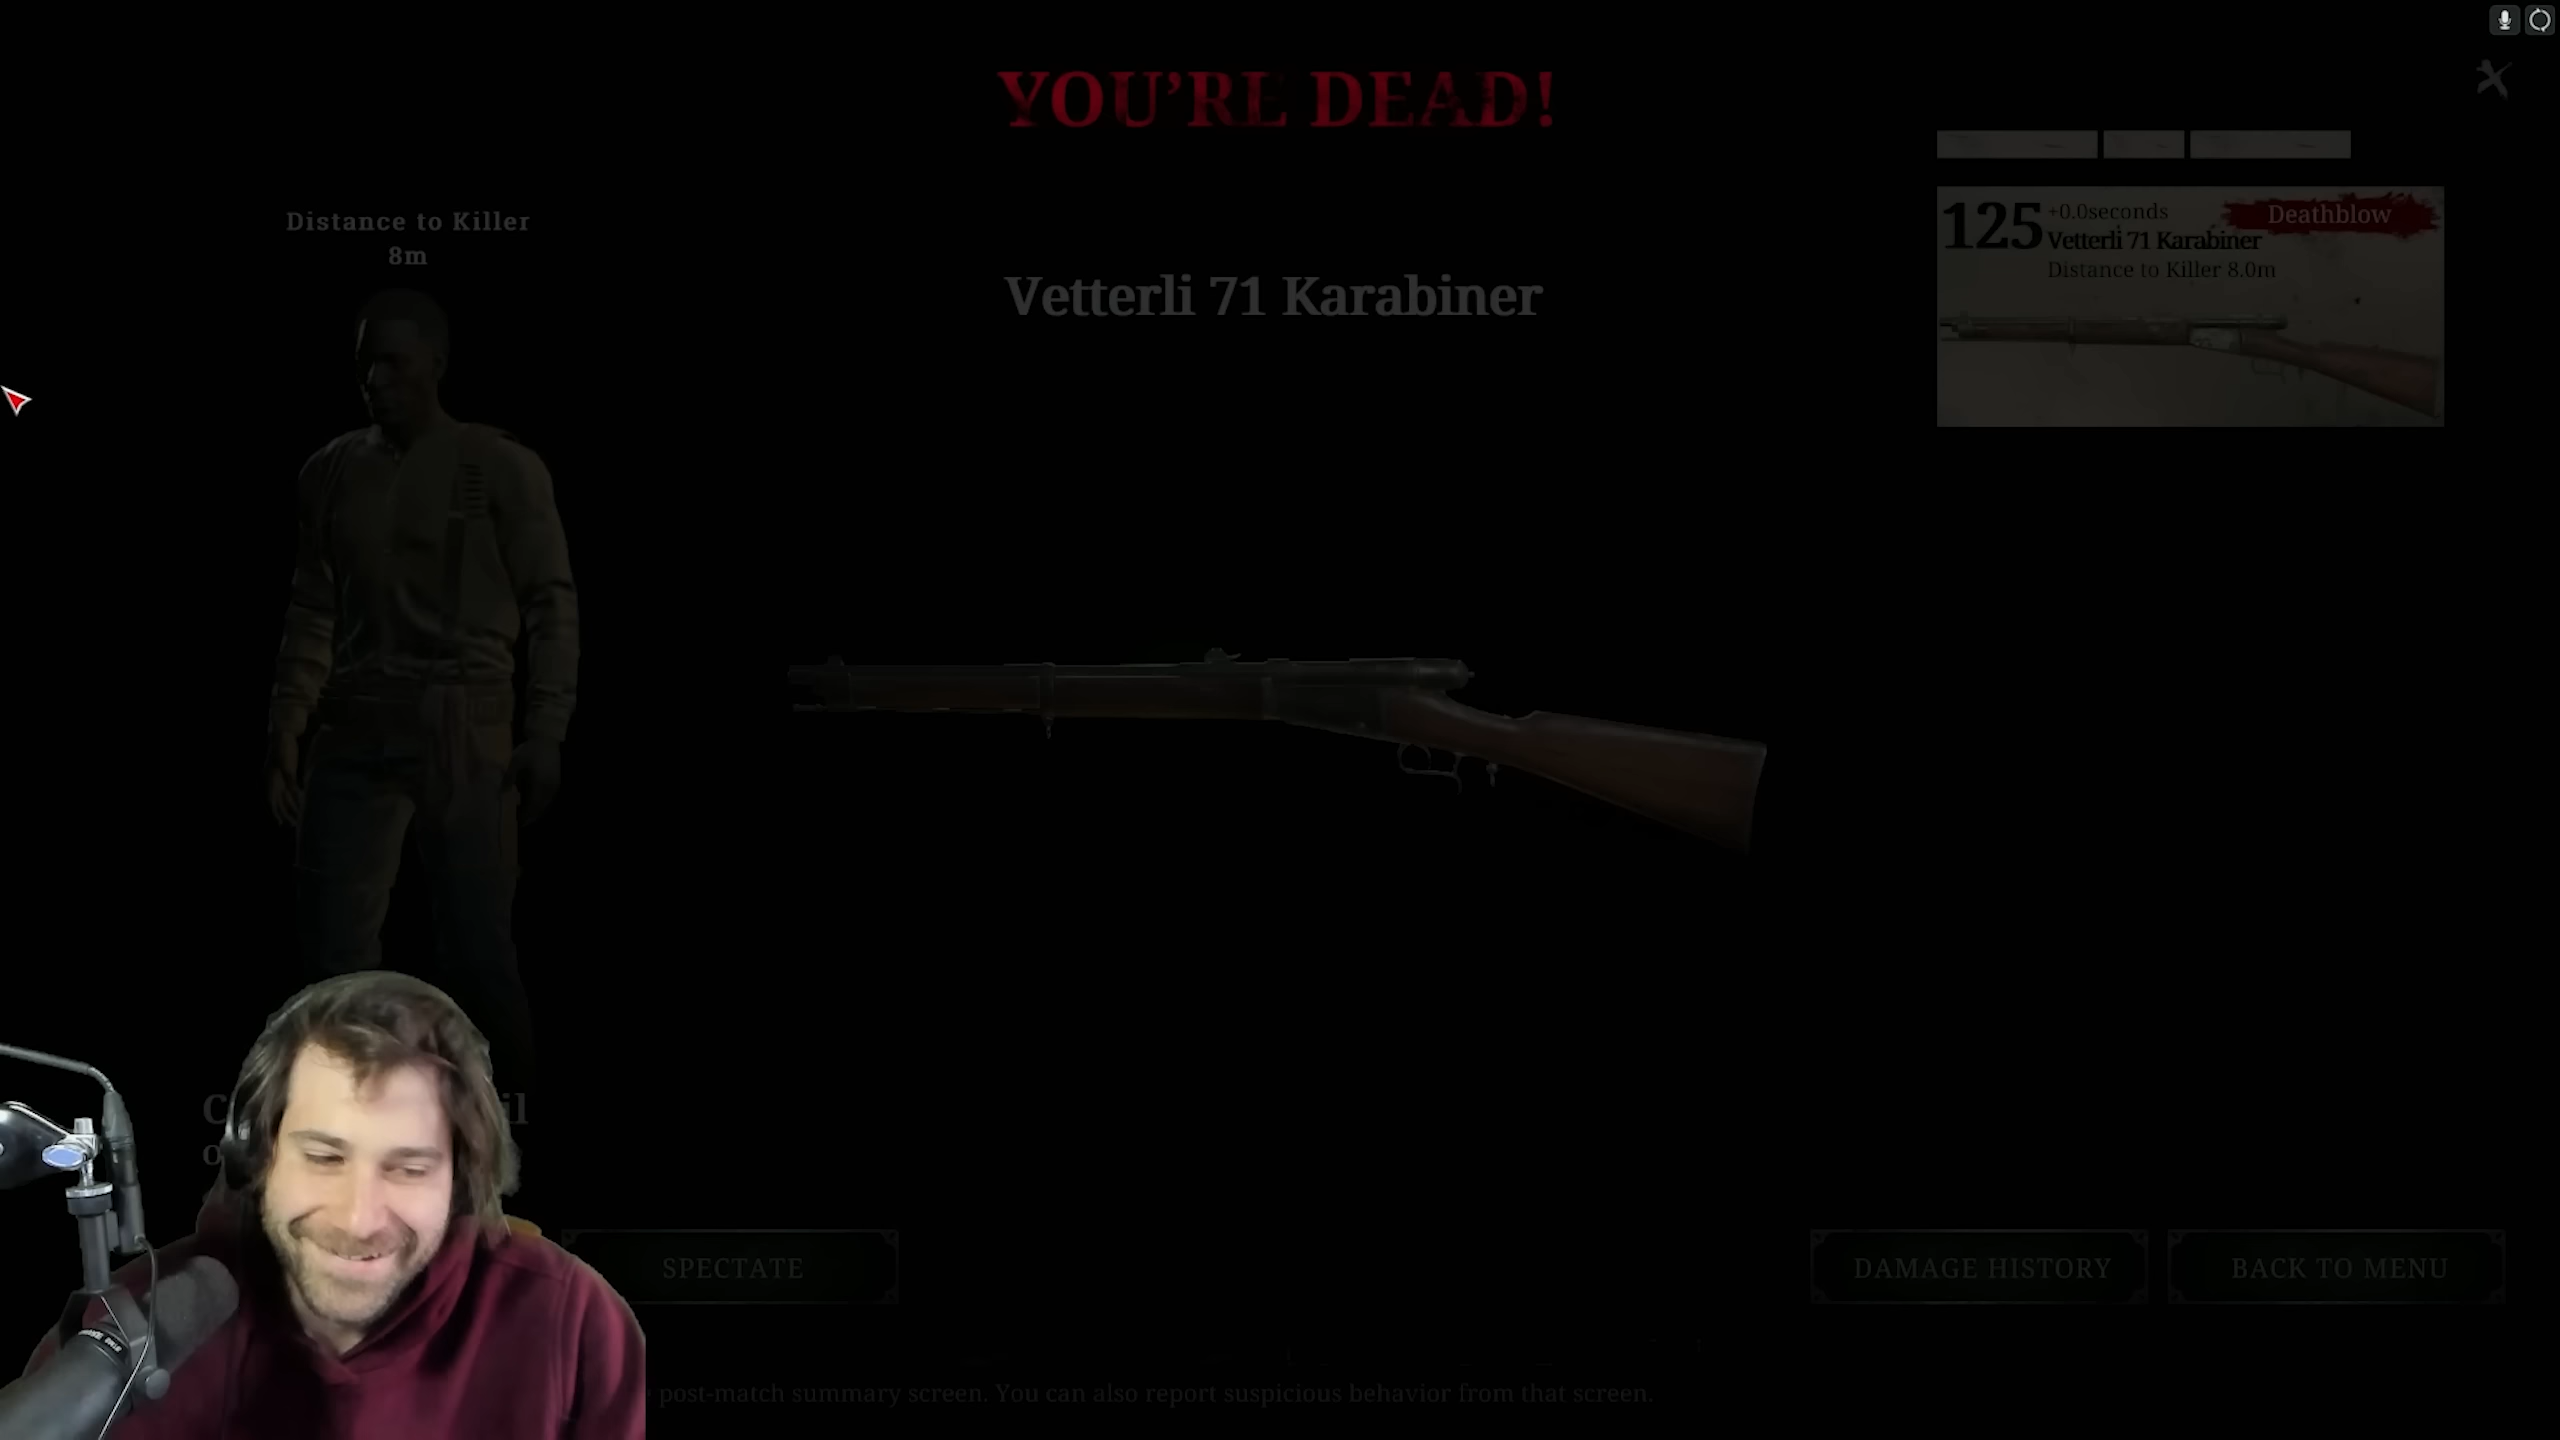 YOU'RE DEAD!
Distance to Killer
8m
Vetterli 71 Karabiner
125
+0.0seconds
Deathblow
Vetterli 71 Karabiner
Distance to Killer 8.0m
SPECTATE
DAMAGE HISTORY
BACK TO MENU
post-match summary screen. You can also report suspicious behavior from that screen.